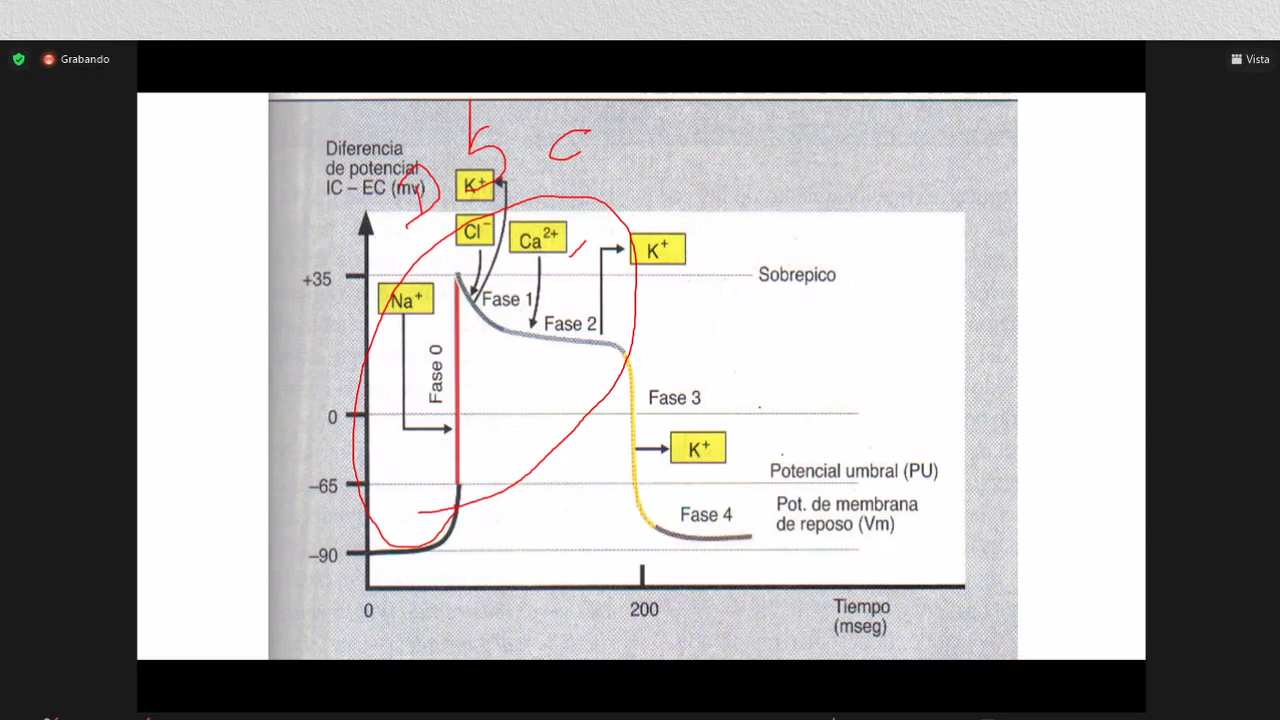 Grabando
Vista
Diferencia
de potencial
IC – EC (mv)
K⁺
Cl⁻
Ca²⁺
K⁺
+35
Sobrepico
Na⁺
Fase 1
Fase 2
Fase 0
Fase 3
0
K⁺
Potencial umbral (PU)
–65
Pot. de membrana
de reposo (Vm)
Fase 4
–90
0
200
Tiempo
(mseg)